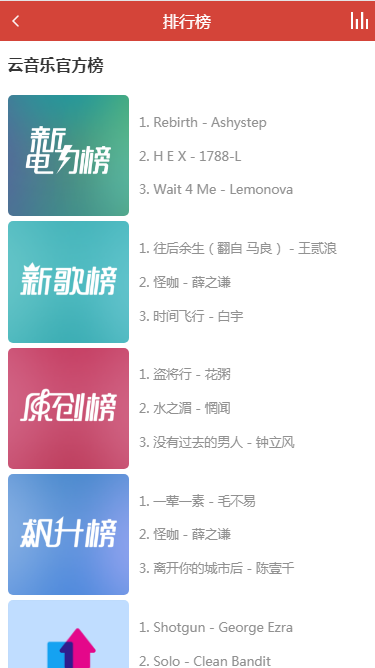 排行榜
云音乐官方榜
新
电力榜
1. Rebirth - Ashystep
2. H E X - 1788-L
3. Wait 4 Me - Lemonova
新歌榜
1. 往后余生（翻自 马良） - 王贰浪
2. 怪咖 - 薛之谦
3. 时间飞行 - 白宇
原创榜
1. 盗将行 - 花粥
2. 水之湄 - 惘闻
3. 没有过去的男人 - 钟立风
飙升榜
1. 一荤一素 - 毛不易
2. 怪咖 - 薛之谦
3. 离开你的城市后 - 陈壹千
1. Shotgun - George Ezra
2. Solo - Clean Bandit